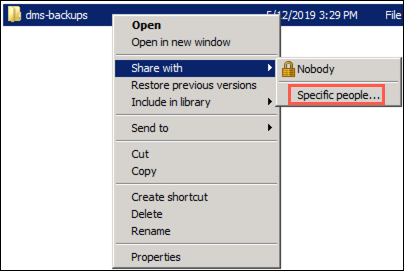 dms-backups 5/12/2019 3:29 PM File
Open
Open in new window
Share with
Nobody
Specific people...
Restore previous versions
Include in library
Send to
Cut
Copy
Create shortcut
Delete
Rename
Properties